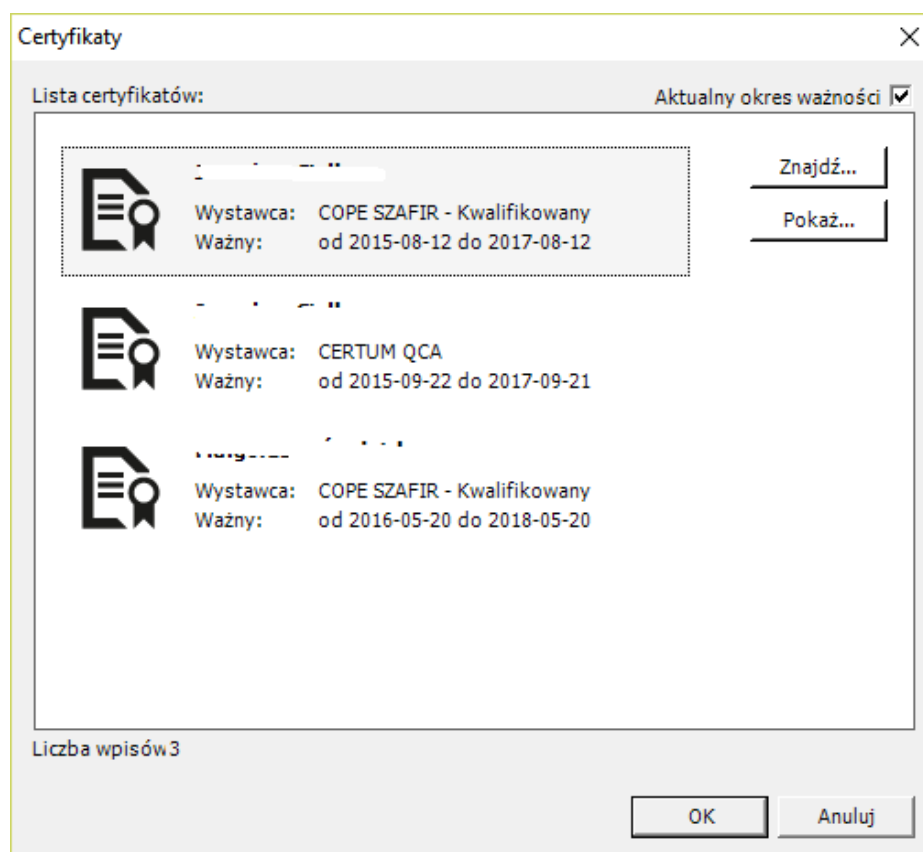 Certyfikaty
Lista certyfikatów:
Aktualny okres ważności
Znajdź...
Pokaż...
Wystawca: COPE SZAFIR - Kwalifikowany
Ważny: od 2015-08-12 do 2017-08-12
Wystawca: CERTUM QCA
Ważny: od 2015-09-22 do 2017-09-21
Wystawca: COPE SZAFIR - Kwalifikowany
Ważny: od 2016-05-20 do 2018-05-20
Liczba wpisów 3
OK
Anuluj